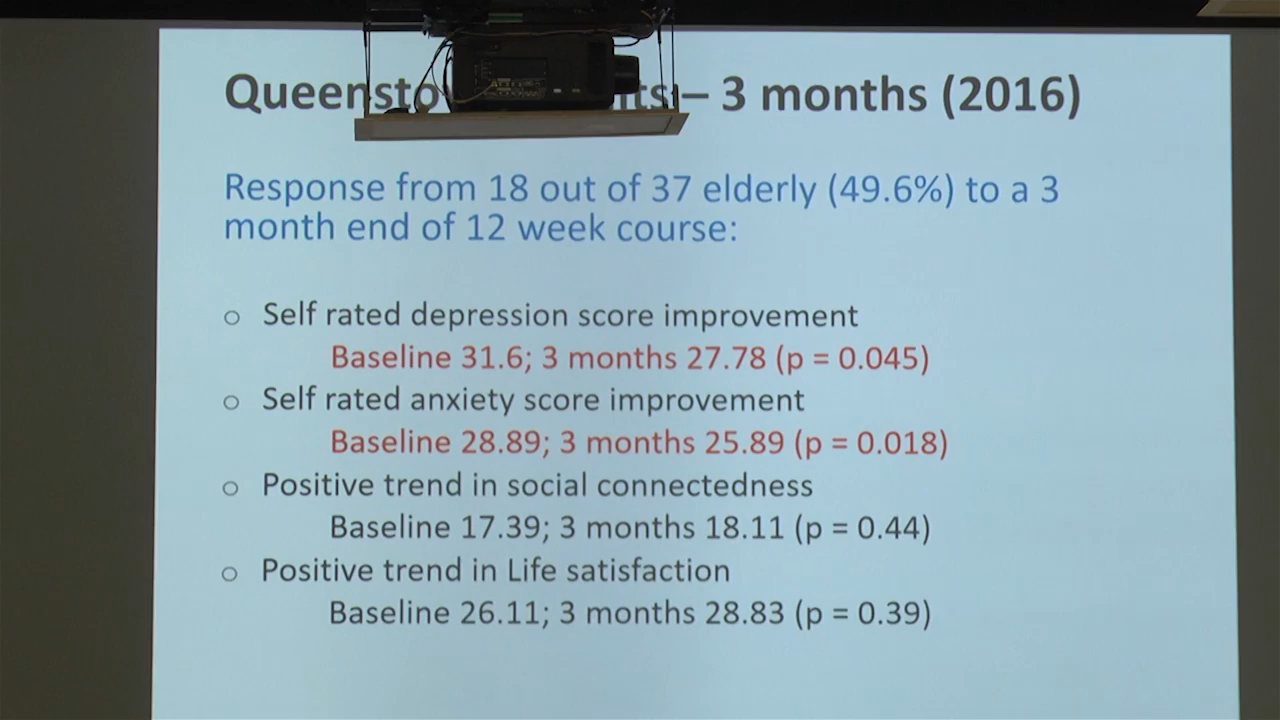 – 3 months (2016)
Response from 18 out of 37 elderly (49.6%) to a 3
month end of 12 week course:
○ Self rated depression score improvement
Baseline 31.6; 3 months 27.78 (p = 0.045)
○ Self rated anxiety score improvement
Baseline 28.89; 3 months 25.89 (p = 0.018)
○ Positive trend in social connectedness
Baseline 17.39; 3 months 18.11 (p = 0.44)
○ Positive trend in Life satisfaction
Baseline 26.11; 3 months 28.83 (p = 0.39)